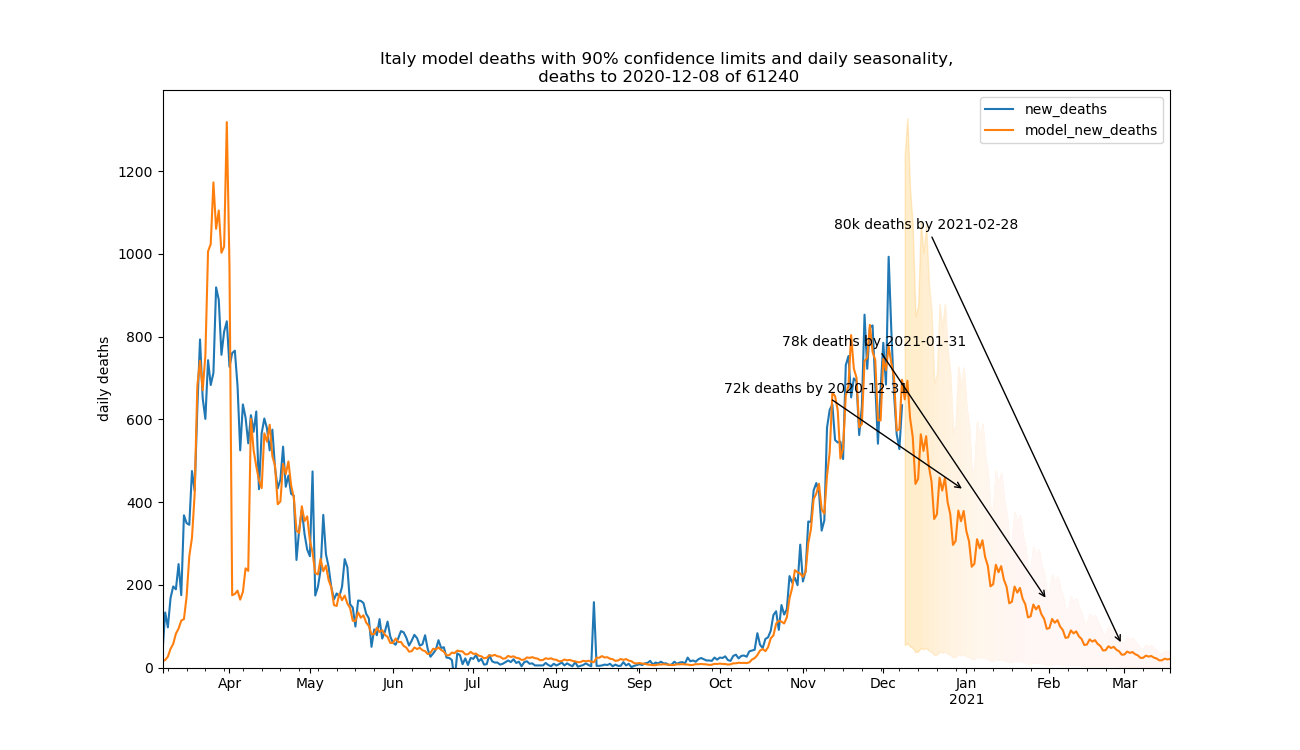 Italy model deaths with 90% confidence limits and daily seasonality,
deaths to 2020-12-08 of 61240
new_deaths
model_new_deaths
1200
1000
800
600
400
200
0
daily deaths
80k deaths by 2021-02-28
78k deaths by 2021-01-31
72k deaths by 2020-12-31
Apr May Jun Jul Aug Sep Oct Nov Dec Jan Feb Mar
2021